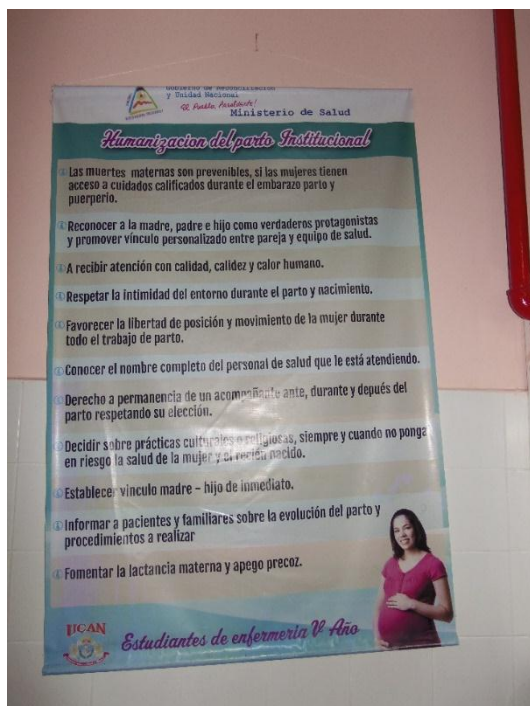 Gobierno de Reconciliación
y Unidad Nacional
El Pueblo, Presidente!
Ministerio de Salud
Humanizacion del parto Institucional
Las muertes maternas son prevenibles, si las mujeres tienen
acceso a cuidados calificados durante el embarazo parto y
puerperio.
Reconocer a la madre, padre e hijo como verdaderos protagonistas
y promover vínculo personalizado entre pareja y equipo de salud.
A recibir atención con calidad, calidez y calor humano.
Respetar la intimidad del entorno durante el parto y nacimiento.
Favorecer la libertad de posición y movimiento de la mujer durante
todo el trabajo de parto.
Conocer el nombre completo del personal de salud que le está atendiendo.
Derecho a permanencia de un acompañante ante, durante y depués del
parto respetando su elección.
Decidir sobre prácticas culturales o religiosas, siempre y cuando no ponga
en riesgo la salud de la mujer y el recién nacido.
Establecer vinculo madre – hijo de inmediato.
Informar a pacientes y familiares sobre la evolución del parto y
procedimientos a realizar
Fomentar la lactancia materna y apego precoz.
UCAN
Estudiantes de enfermeria V Año